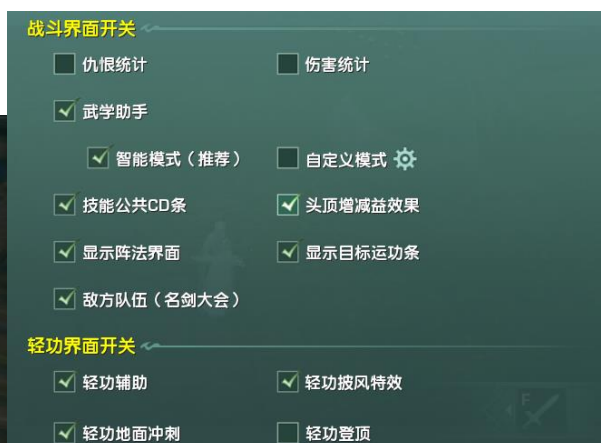 战斗界面开关
仇恨统计 伤害统计
武学助手
智能模式（推荐） 自定义模式
技能公共CD条 头顶增减益效果
显示阵法界面 显示目标运功条
敌方队伍（名剑大会）
轻功界面开关
轻功辅助 轻功披风特效
F
轻功地面冲刺 轻功登顶